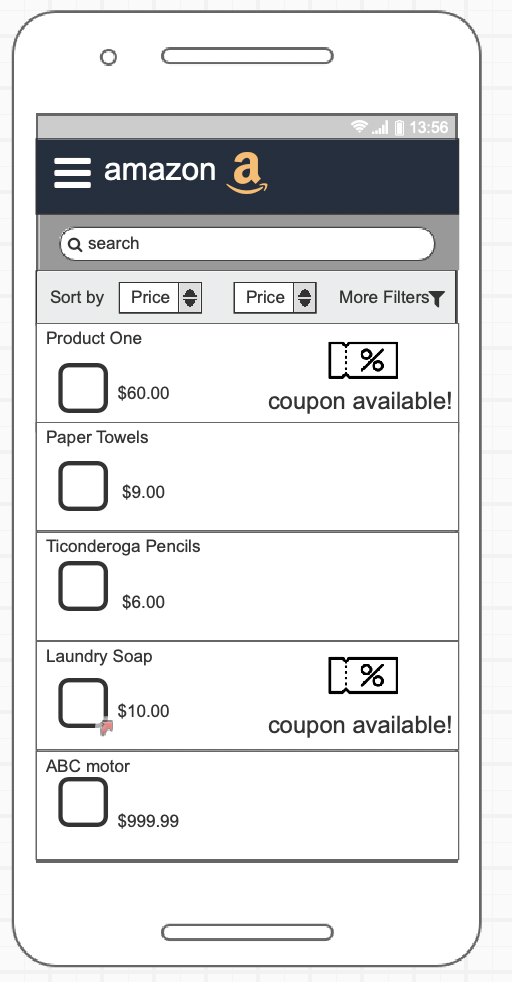 13:56
amazon a
search
Sort by Price Price More Filters
Product One
%
$60.00
coupon available!
Paper Towels
$9.00
Ticonderoga Pencils
$6.00
Laundry Soap
%
$10.00
coupon available!
ABC motor
$999.99